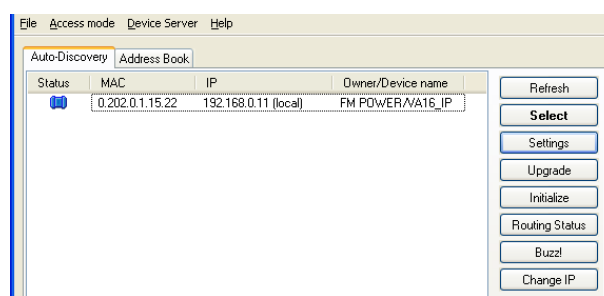 File Access mode Device Server Help
Auto-Discovery Address Book
Status MAC IP Owner/Device name
0.202.0.1.15.22 192.168.0.11 (local) FM POWER/VA16_IP
Refresh
Select
Settings
Upgrade
Initialize
Routing Status
Buzz!
Change IP